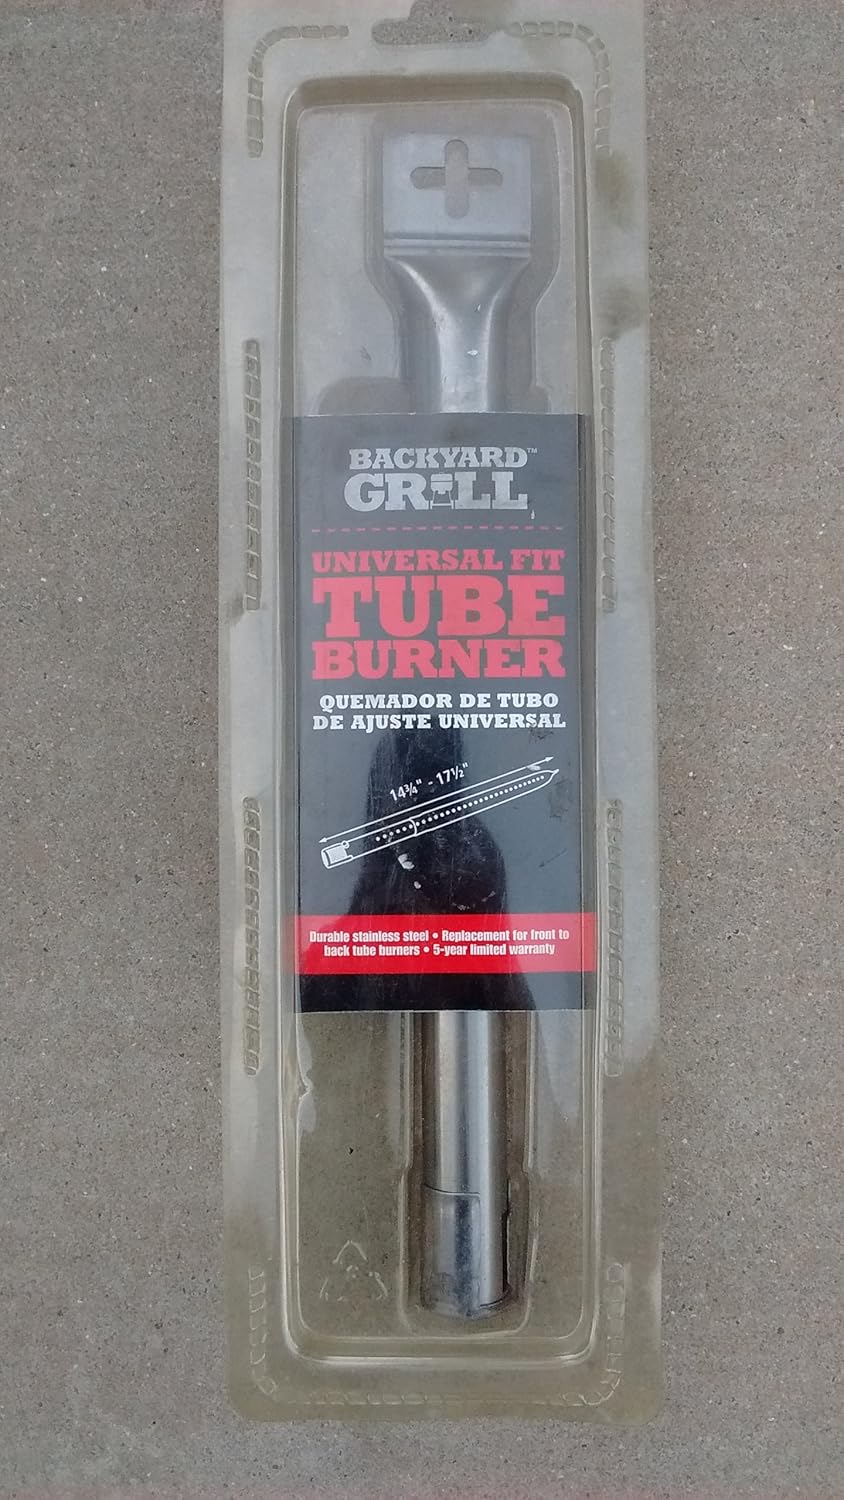 BACKYARD™
GRILL
UNIVERSAL FIT
TUBE
BURNER
QUEMADOR DE TUBO
DE AJUSTE UNIVERSAL
14¾" - 17½"
Durable stainless steel • Replacement for front to
back tube burners • 5-year limited warranty